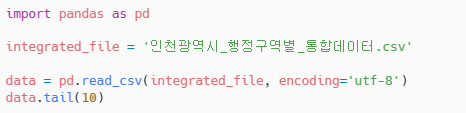 import pandas as pd
integrated_file = '인천광역시_행정구역별_통합데이터.csv'
data = pd.read_csv(integrated_file, encoding='utf-8')
data.tail(10)